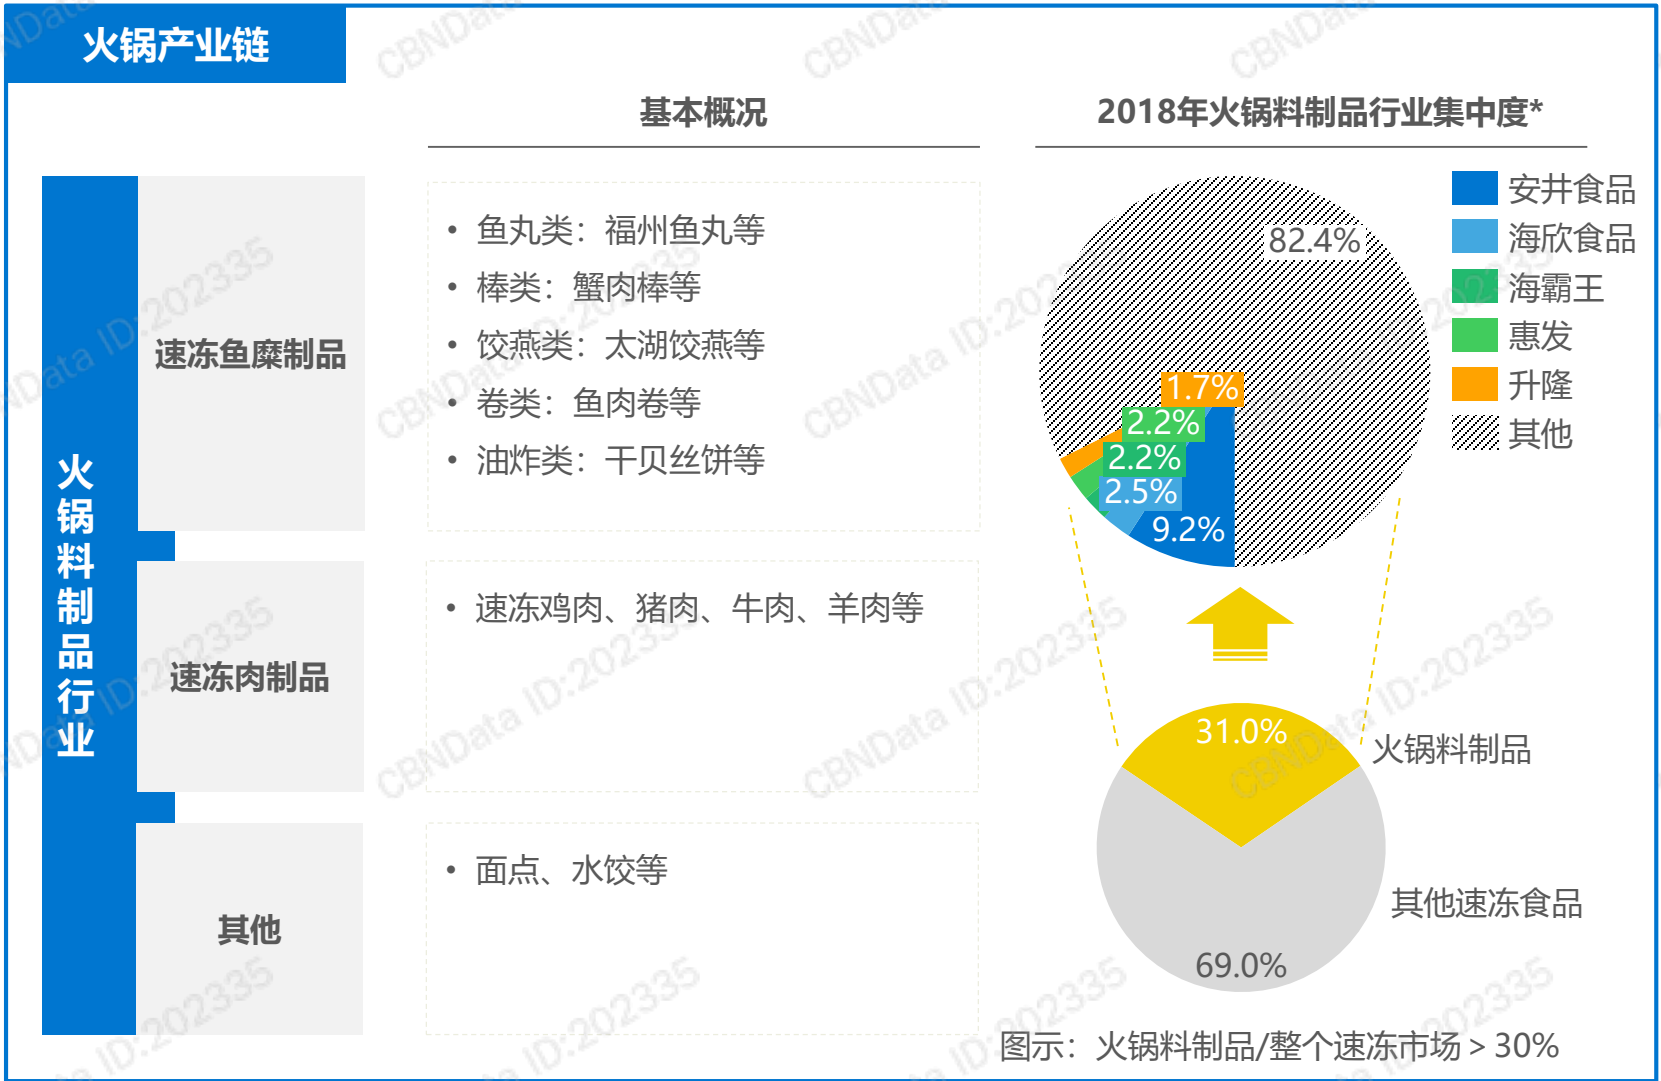 火锅产业链
基本概况
2018年火锅料制品行业集中度*
火锅料制品行业
速冻鱼糜制品
• 鱼丸类：福州鱼丸等
• 棒类：蟹肉棒等
• 饺燕类：太湖饺燕等
• 卷类：鱼肉卷等
• 油炸类：干贝丝饼等
速冻肉制品
• 速冻鸡肉、猪肉、牛肉、羊肉等
其他
• 面点、水饺等
82.4%
1.7%
2.2%
2.2%
2.5%
9.2%
安井食品
海欣食品
海霸王
惠发
升隆
其他
31.0%
火锅料制品
其他速冻食品
69.0%
图示：火锅料制品/整个速冻市场 > 30%
CBNData ID:202335